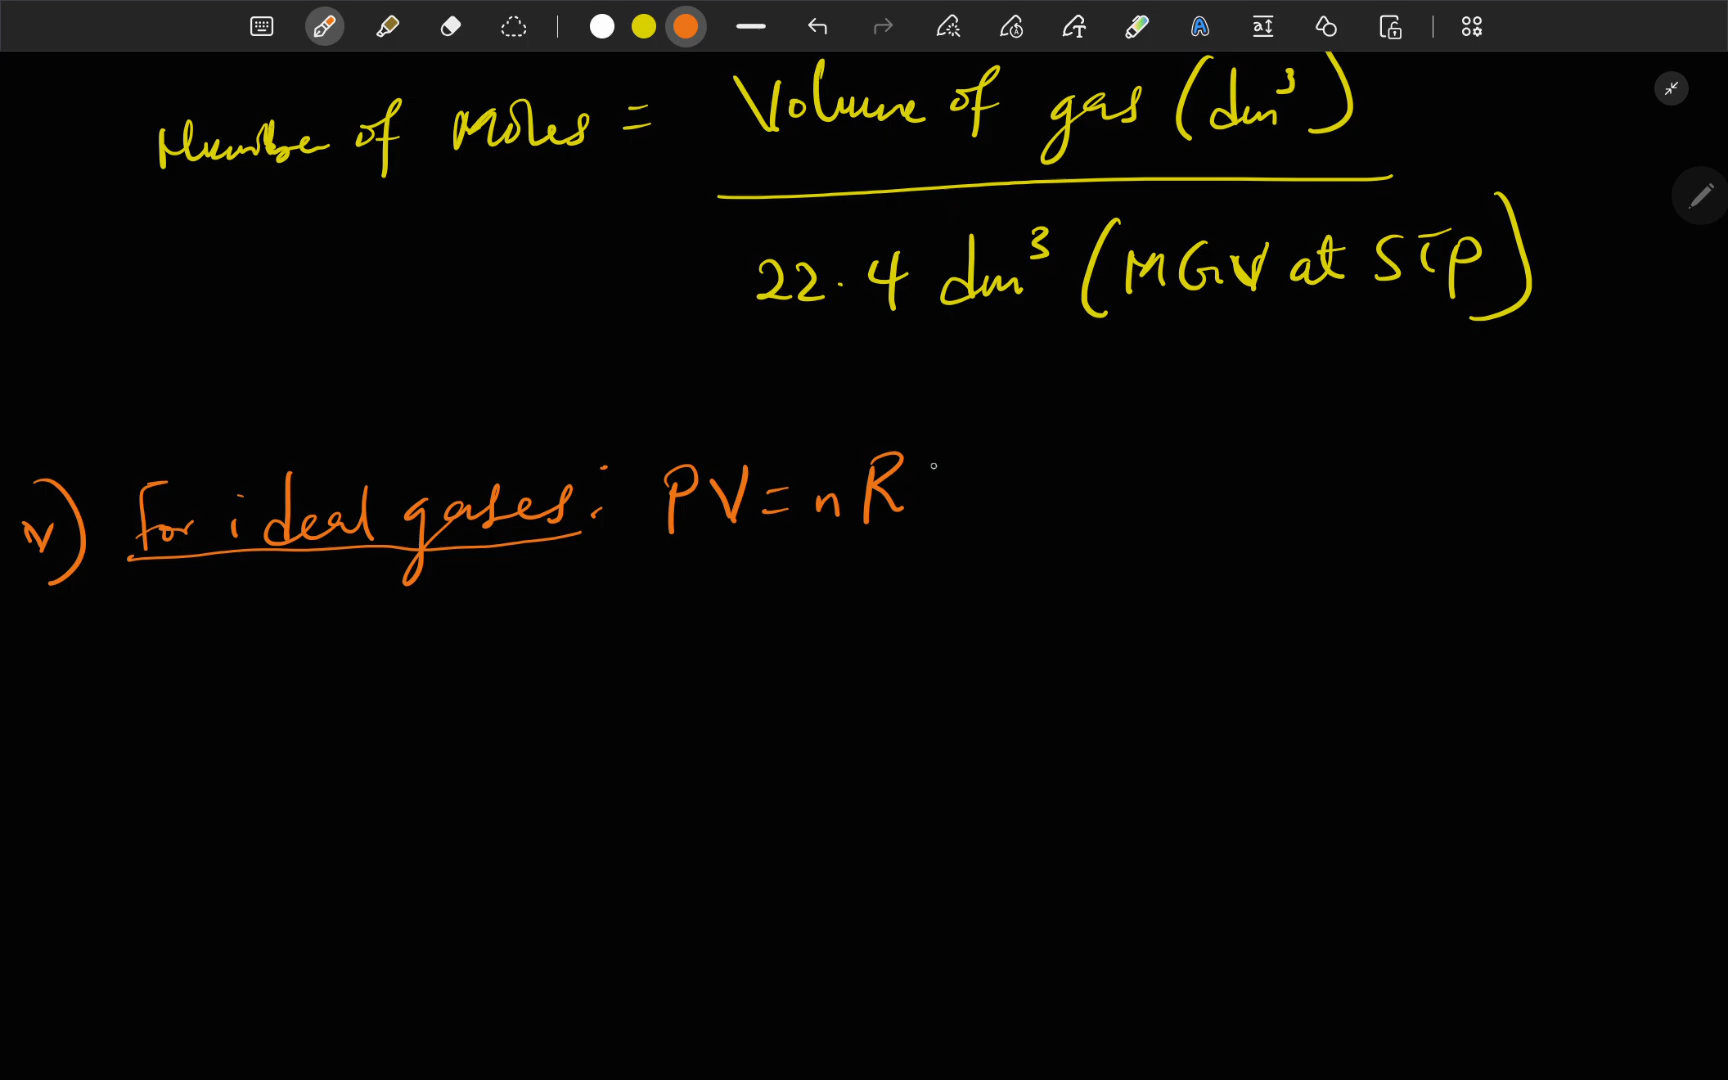 Volume of gas (dm³)
Number of moles =
22.4 dm³ (MGV at STP)
v) For ideal gases: PV = nR